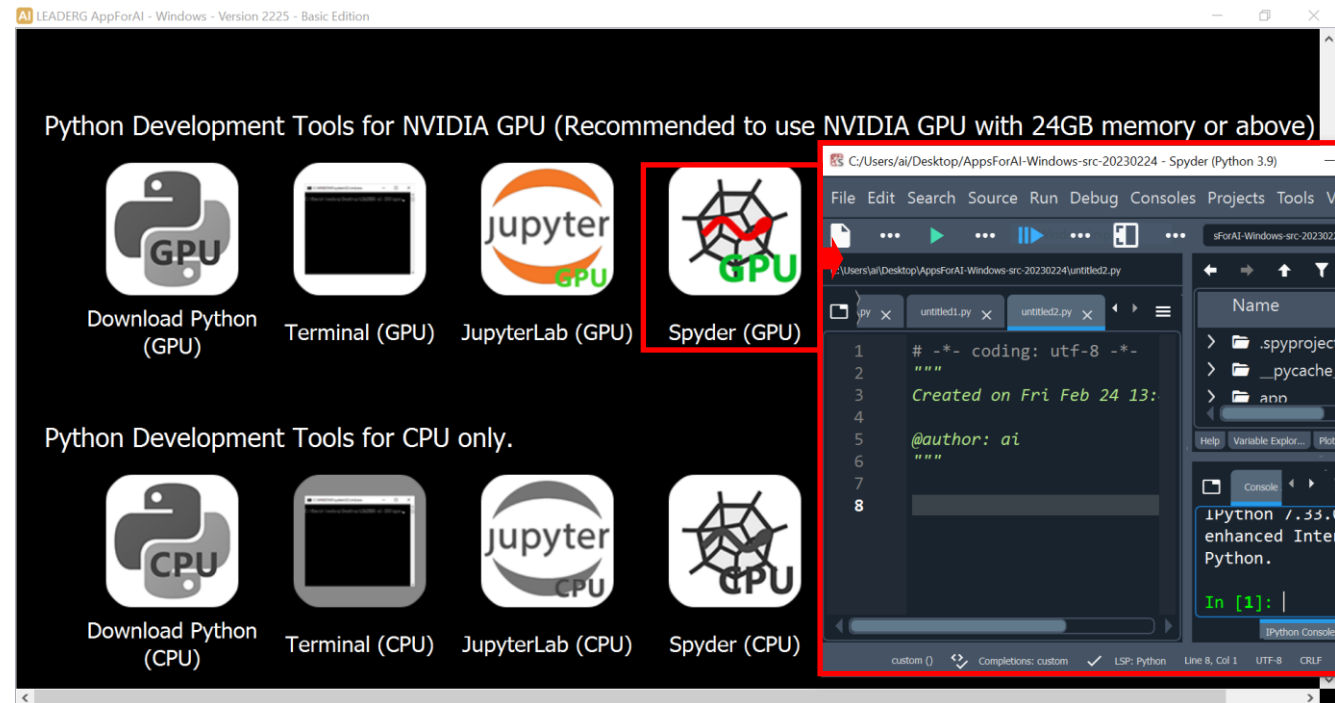 AI LEADERG AppForAI - Windows - Version 2225 - Basic Edition
Python Development Tools for NVIDIA GPU (Recommended to use NVIDIA GPU with 24GB memory or above)
GPU
Download Python
(GPU)
Terminal (GPU)
Jupyter
GPU
JupyterLab (GPU)
GPU
Spyder (GPU)
Python Development Tools for CPU only.
CPU
Download Python
(CPU)
Terminal (CPU)
Jupyter
CPU
JupyterLab (CPU)
CPU
Spyder (CPU)
C:/Users/ai/Desktop/AppsForAI-Windows-src-20230224 - Spyder (Python 3.9)
File Edit Search Source Run Debug Consoles Projects Tools V
sForAI-Windows-src-202302
:\Users\ai\Desktop\AppsForAI-Windows-src-20230224\untitled2.py
.py untitled1.py untitled2.py
1 # -*- coding: utf-8 -*-
2 """
3 Created on Fri Feb 24 13:
4
5 @author: ai
6 """
7
8
Name
.spyproject
__pycache_
app
Help Variable Explor... Plot
Console
IPython 7.33.
enhanced Inter
Python.
In [1]:
IPython Console
custom () Completions: custom LSP: Python Line 8, Col 1 UTF-8 CRLF